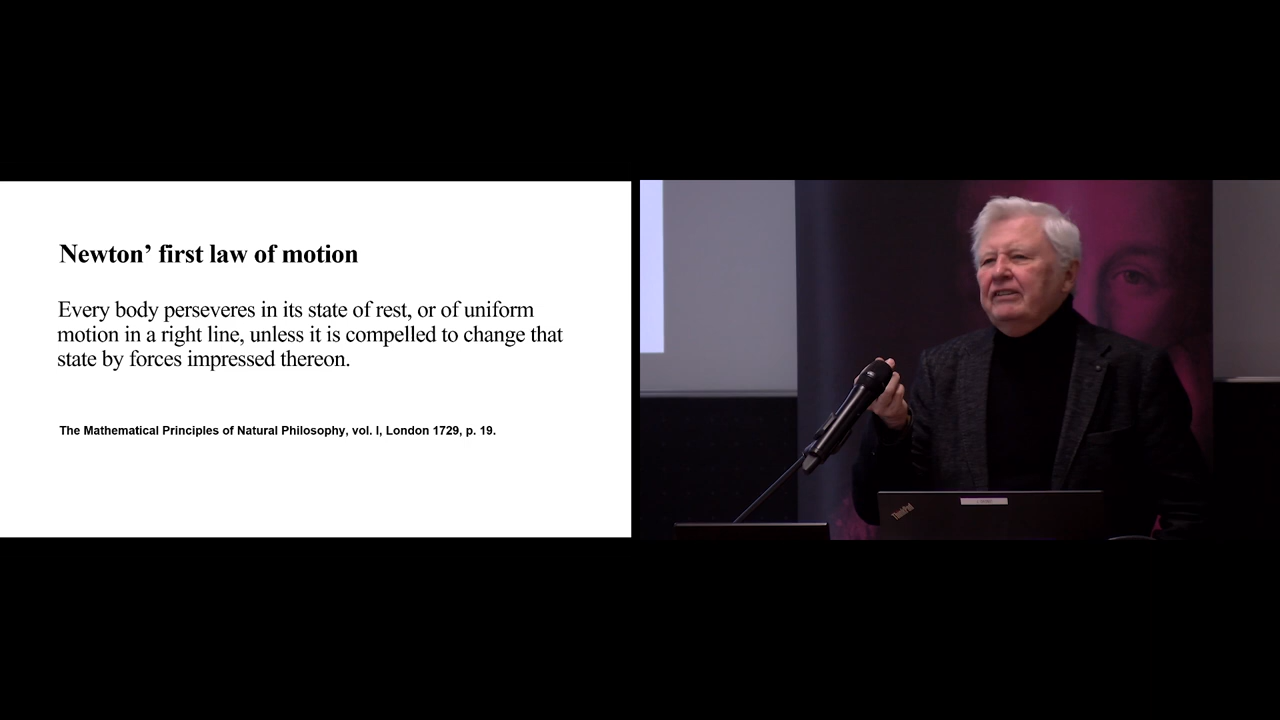 Newton’ first law of motion
Every body perseveres in its state of rest, or of uniform
motion in a right line, unless it is compelled to change that
state by forces impressed thereon.
The Mathematical Principles of Natural Philosophy, vol. I, London 1729, p. 19.
ThinkPad